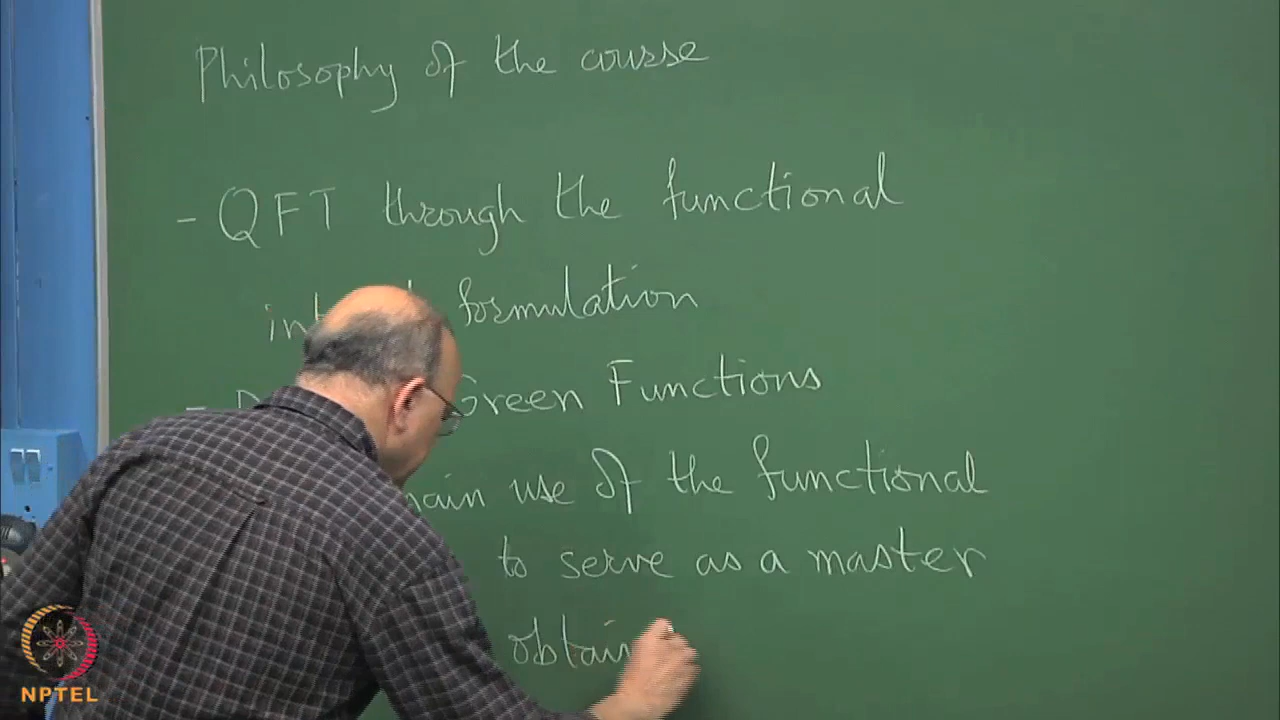 Philosophy of the course
- QFT through the functional
formulation
Green Functions
use of the functional
to serve as a master
NPTEL